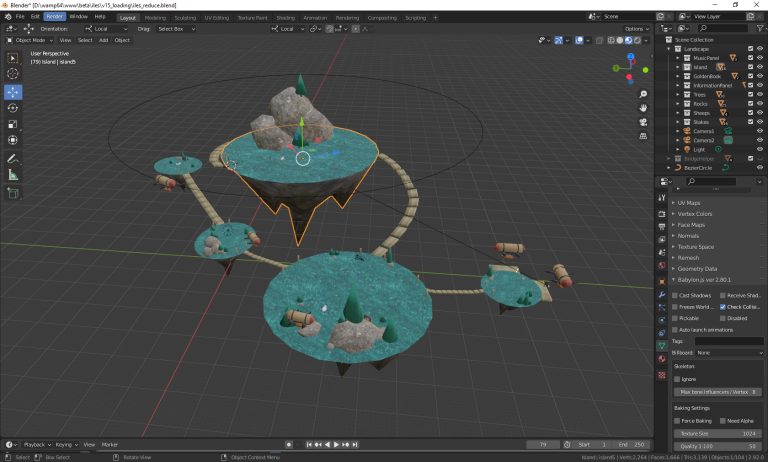 Blender* [D:\wamp64\www\beta\iles\v15_loading\iles_reduce.blend]
File Edit Render Window Help Layout Modeling Sculpting UV Editing Texture Paint Shading Animation Rendering Compositing Scripting Scene View Layer
Orientation: Local Drag: Select Box Local Options
Object Mode View Select Add Object
User Perspective
(79) Island | island5
Scene Collection
Landscape
MusicPanel
Island
GoldenBook
InformationPanel
Trees
Rocks
Sheeps
Stakes
Camera1
Camera2
Light
BridgeHelper
BezierCircle
UV Maps
Vertex Colors
Face Maps
Normals
Texture Space
Remesh
Geometry Data
Babylon.js ver 2.80.1
Cast Shadows Receive Shad
Freeze World ... Check Collisi
Pickable Disabled
Auto launch animations
Tags:
Billboard: None
Skeleton:
Ignore
Max bone Influencers / Vertex 8
Baking Settings
Force Baking Need Alpha
Texture Size 1024
Quality 1-100 50
Playback Keying View Marker 79 Start 1 End 250
Select Box Select Rotate View Object Context Menu Island | island5 | Verts:2,264 | Faces:1,666 | Tris:3,139 | Objects:1/104 | 2.92.0